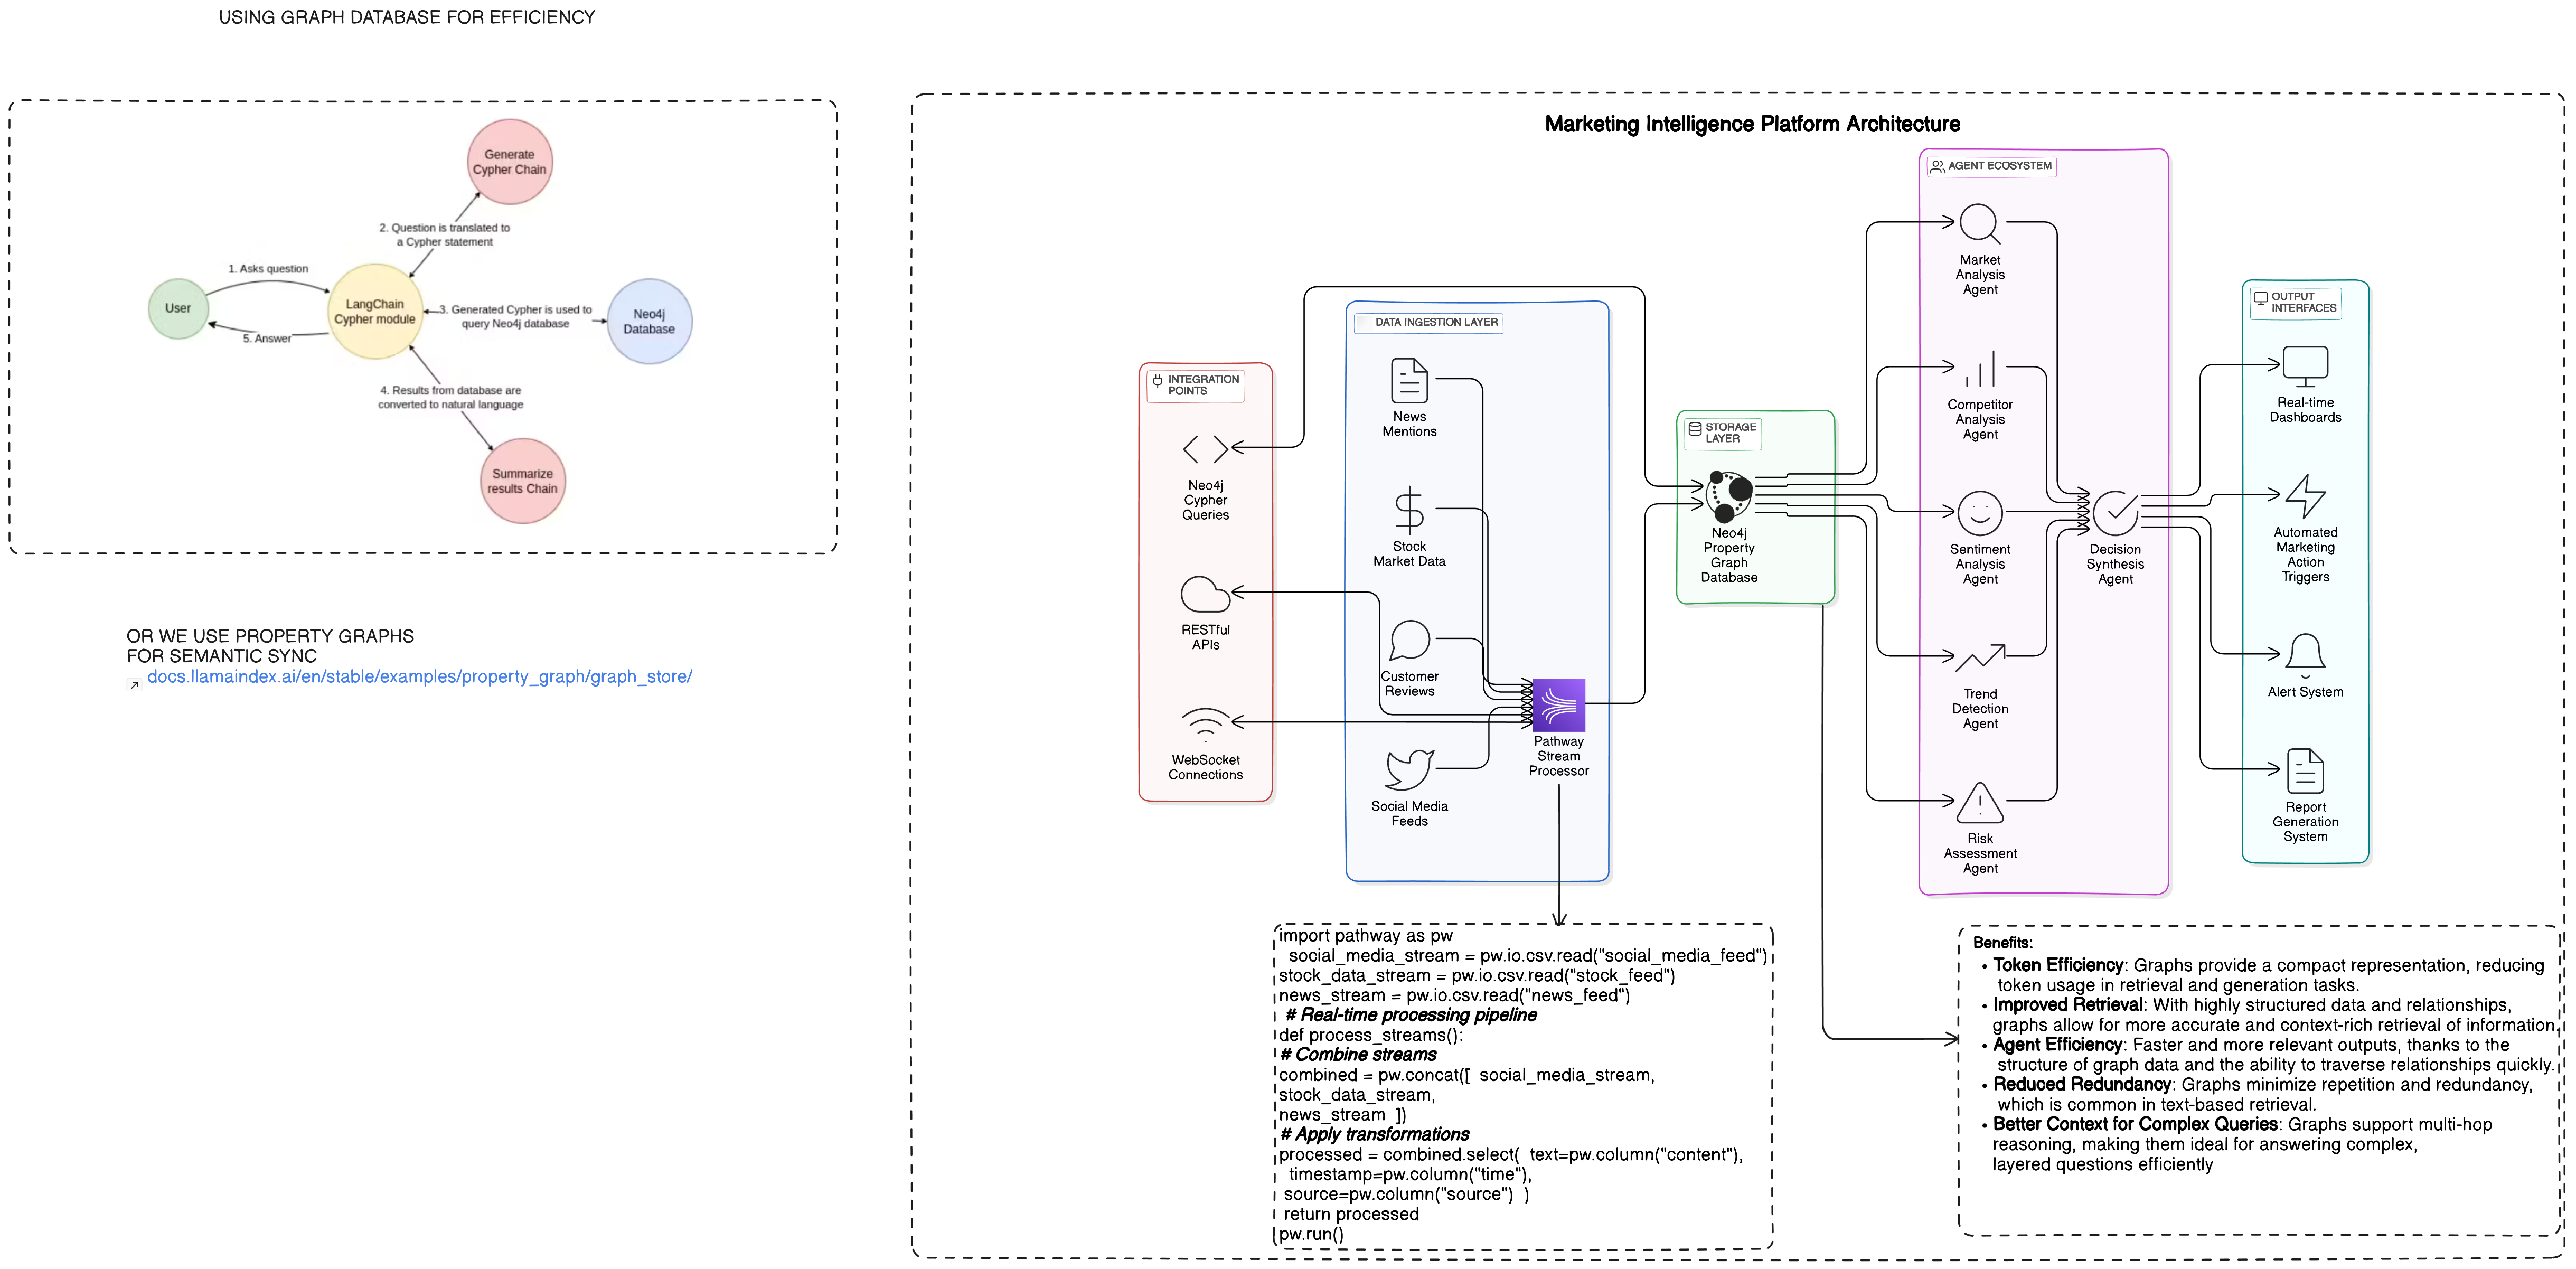 USING GRAPH DATABASE FOR EFFICIENCY
Generate
Cypher Chain
2. Question is translated to
a Cypher statement
1. Asks question
User
LangChain
Cypher module
3. Generated Cypher is used to
query Neo4j database
Neo4j
Database
5. Answer
4. Results from database are
converted to natural language
Summarize
results Chain
OR WE USE PROPERTY GRAPHS
FOR SEMANTIC SYNC
docs.llamaindex.ai/en/stable/examples/property_graph/graph_store/
Marketing Intelligence Platform Architecture
INTEGRATION
POINTS
Neo4j
Cypher
Queries
RESTful
APIs
WebSocket
Connections
DATA INGESTION LAYER
News
Mentions
Stock
Market Data
Customer
Reviews
Social Media
Feeds
Pathway
Stream
Processor
STORAGE
LAYER
Neo4j
Property
Graph
Database
AGENT ECOSYSTEM
Market
Analysis
Agent
Competitor
Analysis
Agent
Sentiment
Analysis
Agent
Trend
Detection
Agent
Risk
Assessment
Agent
Decision
Synthesis
Agent
OUTPUT
INTERFACES
Real-time
Dashboards
Automated
Marketing
Action
Triggers
Alert System
Report
Generation
System
import pathway as pw
social_media_stream = pw.io.csv.read("social_media_feed")
stock_data_stream = pw.io.csv.read("stock_feed")
news_stream = pw.io.csv.read("news_feed")
# Real-time processing pipeline
def process_streams():
# Combine streams
combined = pw.concat([ social_media_stream,
stock_data_stream,
news_stream ])
# Apply transformations
processed = combined.select( text=pw.column("content"),
timestamp=pw.column("time"),
source=pw.column("source") )
return processed
pw.run()
Benefits:
• Token Efficiency: Graphs provide a compact representation, reducing
token usage in retrieval and generation tasks.
• Improved Retrieval: With highly structured data and relationships,
graphs allow for more accurate and context-rich retrieval of information.
• Agent Efficiency: Faster and more relevant outputs, thanks to the
structure of graph data and the ability to traverse relationships quickly.
• Reduced Redundancy: Graphs minimize repetition and redundancy,
which is common in text-based retrieval.
• Better Context for Complex Queries: Graphs support multi-hop
reasoning, making them ideal for answering complex,
layered questions efficiently